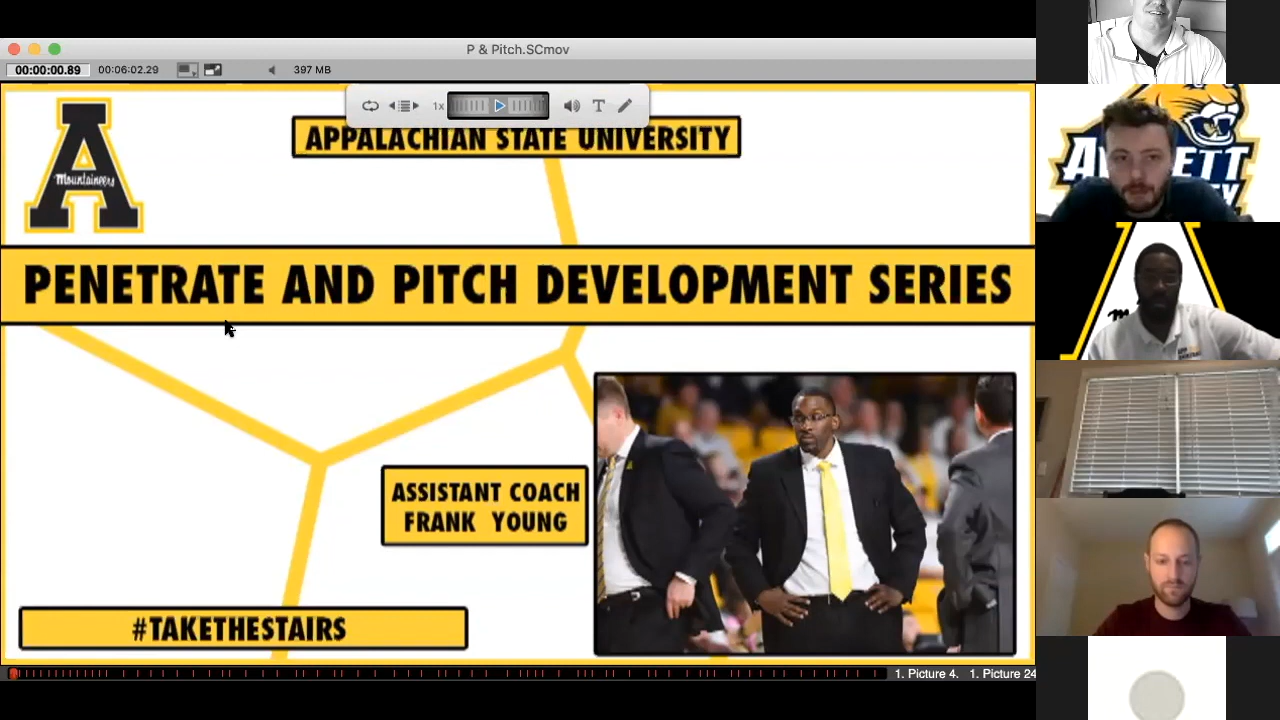 P & Pitch.SCmov
00:00:00.89
00:06:02.29
397 MB
1x
T
APPALACHIAN STATE UNIVERSITY
Mountaineers
PENETRATE AND PITCH DEVELOPMENT SERIES
ASSISTANT COACH
FRANK YOUNG
#TAKETHESTAIRS
1. Picture 4. 1. Picture 24